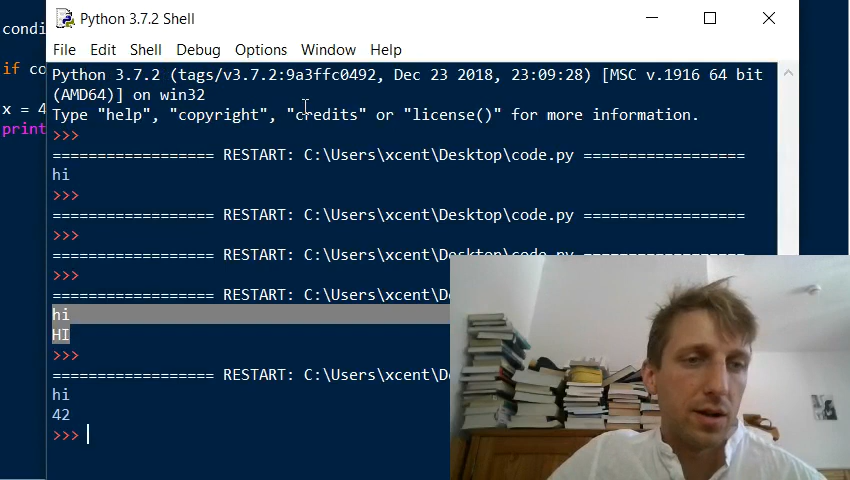 Python 3.7.2 Shell
File Edit Shell Debug Options Window Help
condi
if co
x = 4
print
Python 3.7.2 (tags/v3.7.2:9a3ffc0492, Dec 23 2018, 23:09:28) [MSC v.1916 64 bit
(AMD64)] on win32
Type "help", "copyright", "credits" or "license()" for more information.
>>>
================== RESTART: C:\Users\xcent\Desktop\code.py ==================
hi
>>>
================== RESTART: C:\Users\xcent\Desktop\code.py ==================
>>>
================== RESTART: C:\Users\xcent\Desktop\code.py ==================
>>>
================== RESTART: C:\Users\xcent\De
hi
HI
>>>
================== RESTART: C:\Users\xcent\De
hi
42
>>>